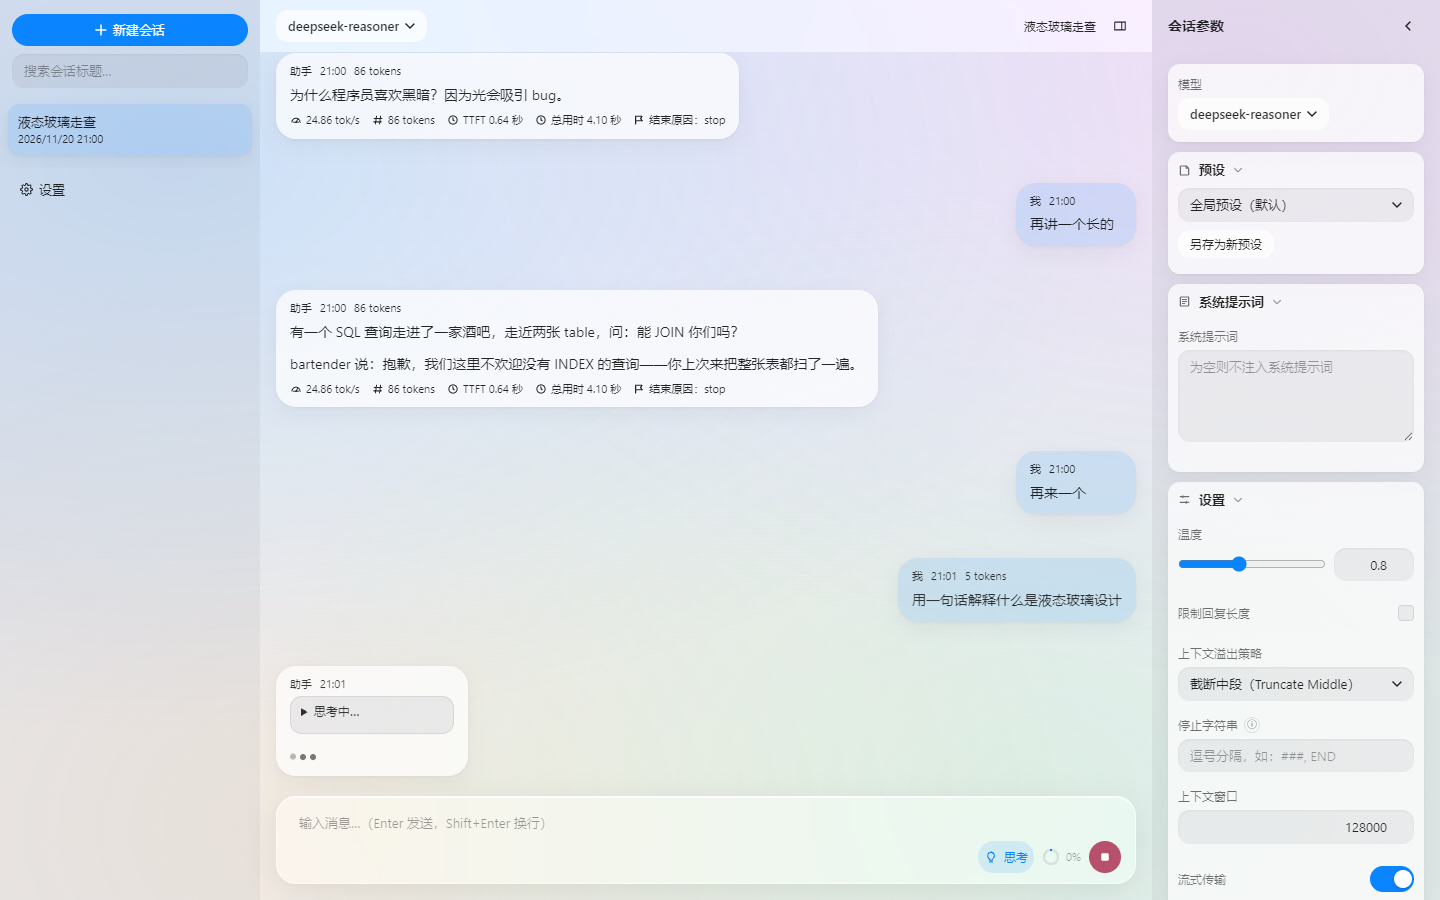 新建会话
搜索会话标题...
液态玻璃走查
2026/11/20 21:00
设置
deepseek-reasoner
液态玻璃走查
助手 21:00 86 tokens
为什么程序员喜欢黑暗？因为光会吸引 bug。
24.86 tok/s 86 tokens TTFT 0.64 秒 总用时 4.10 秒 结束原因：stop
我 21:00
再讲一个长的
助手 21:00 86 tokens
有一个 SQL 查询走进了一家酒吧，走近两张 table，问：能 JOIN 你们吗？
bartender 说：抱歉，我们这里不欢迎没有 INDEX 的查询——你上次来把整张表都扫了一遍。
24.86 tok/s 86 tokens TTFT 0.64 秒 总用时 4.10 秒 结束原因：stop
我 21:00
再来一个
我 21:01 5 tokens
用一句话解释什么是液态玻璃设计
助手 21:01
思考中...
输入消息...（Enter 发送，Shift+Enter 换行）
思考 0%
会话参数
模型
deepseek-reasoner
预设
全局预设（默认）
另存为新预设
系统提示词
系统提示词
为空则不注入系统提示词
设置
温度
0.8
限制回复长度
上下文溢出策略
截断中段（Truncate Middle）
停止字符串
逗号分隔，如：###, END
上下文窗口
128000
流式传输